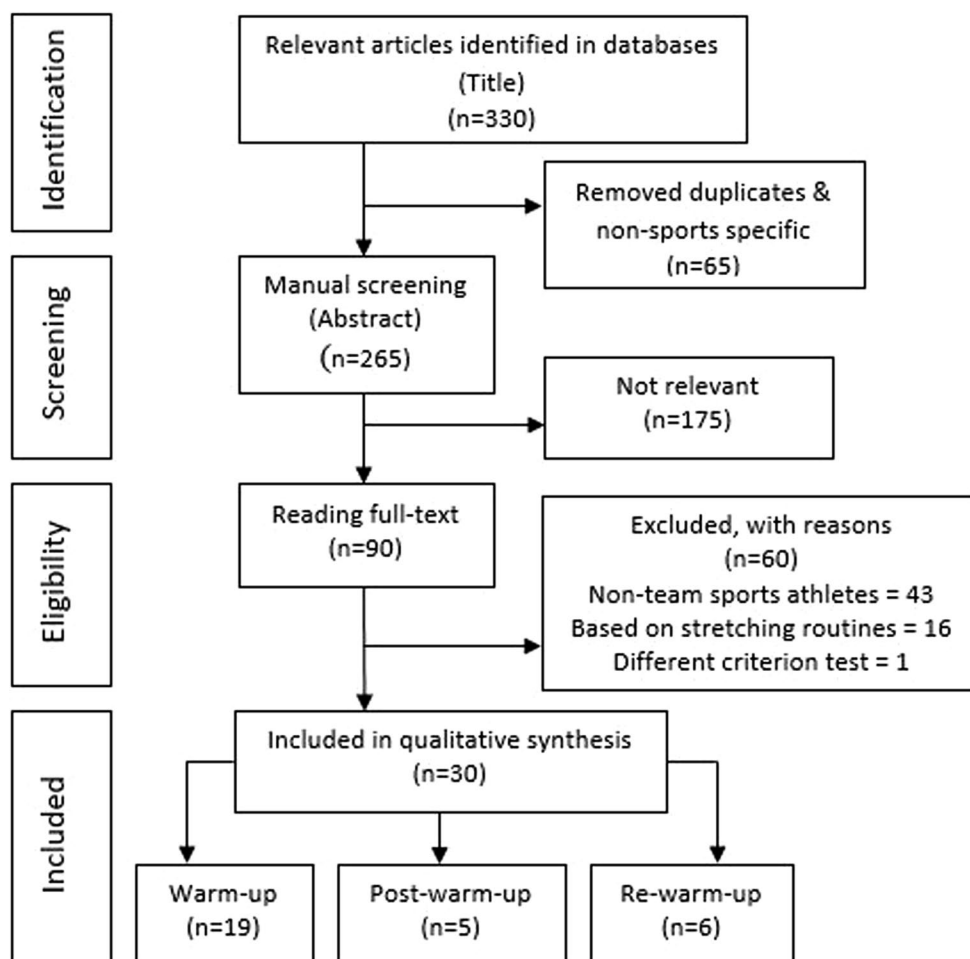 Identification
Relevant articles identified in databases
(Title)
(n=330)
Removed duplicates &
non-sports specific
(n=65)
Screening
Manual screening
(Abstract)
(n=265)
Not relevant
(n=175)
Eligibility
Reading full-text
(n=90)
Excluded, with reasons
(n=60)
Non-team sports athletes = 43
Based on stretching routines = 16
Different criterion test = 1
Included
Included in qualitative synthesis
(n=30)
Warm-up
(n=19)
Post-warm-up
(n=5)
Re-warm-up
(n=6)